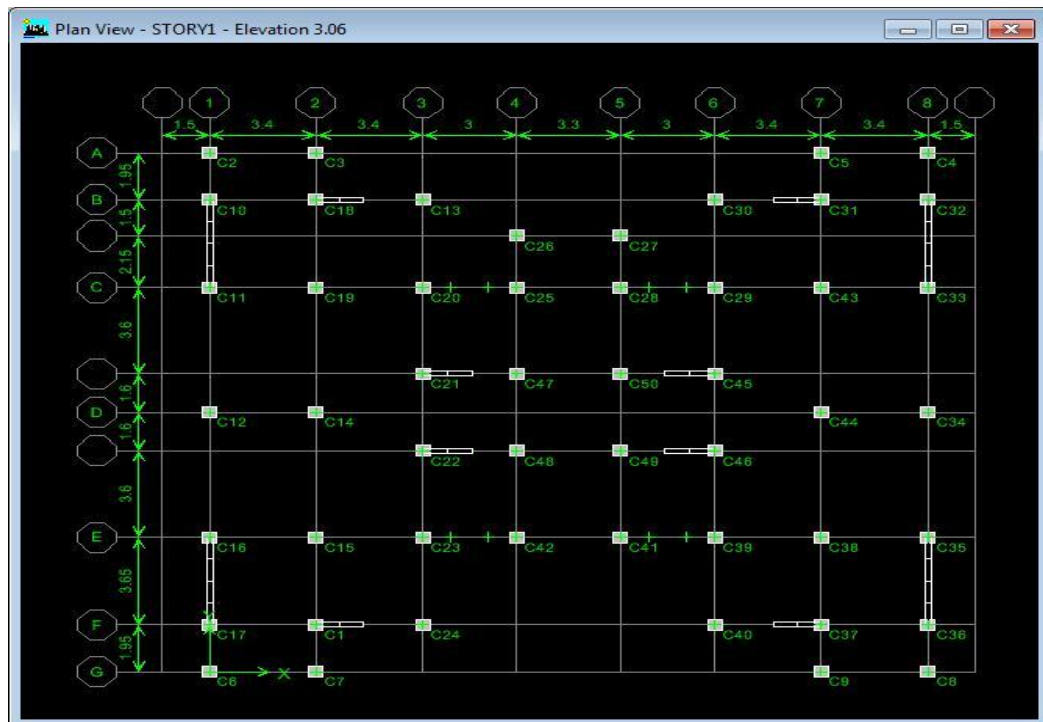 Plan View - STORY1 - Elevation 3.06
1 2 3 4 5 6 7 8
1.5 3.4 3.4 3 3.3 3 3.4 3.4 1.5
A C2 C3 C5 C4
1.95
B C10 C18 C13 C30 C31 C32
1.5
C26 C27
2.15
C C11 C19 C20 C25 C28 C29 C43 C33
3.6
C21 C47 C50 C45
1.6
D C12 C14 C44 C34
1.6
C22 C48 C49 C46
3.6
E C16 C15 C23 C42 C41 C39 C38 C35
3.65
Y
F C17 C1 C24 C40 C37 C36
1.95
G C6 X C7 C9 C8